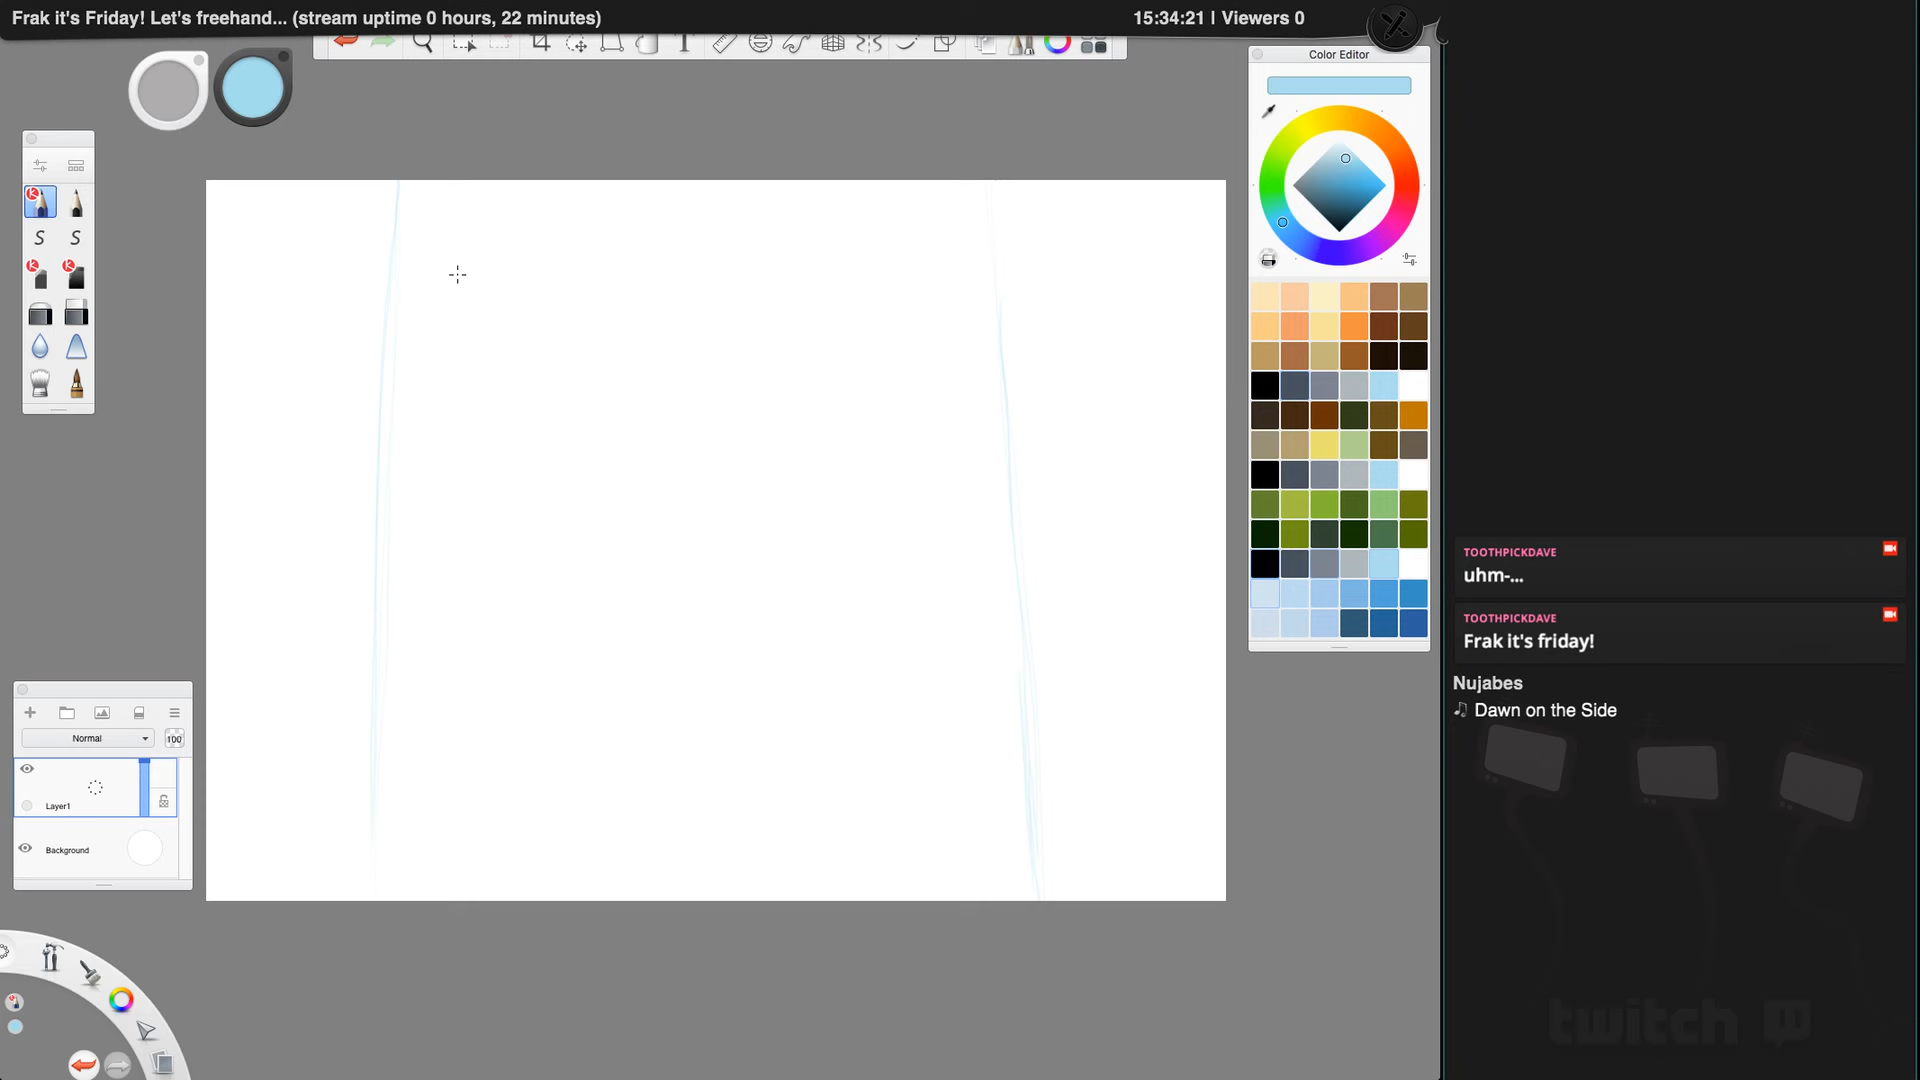 Frak it's Friday! Let's freehand... (stream uptime 0 hours, 22 minutes)
15:34:21 | Viewers 0
Color Editor
Normal
100
Layer1
Background
TOOTHPICKDAVE
uhm-...
TOOTHPICKDAVE
Frak it's friday!
Nujabes
Dawn on the Side
twitch